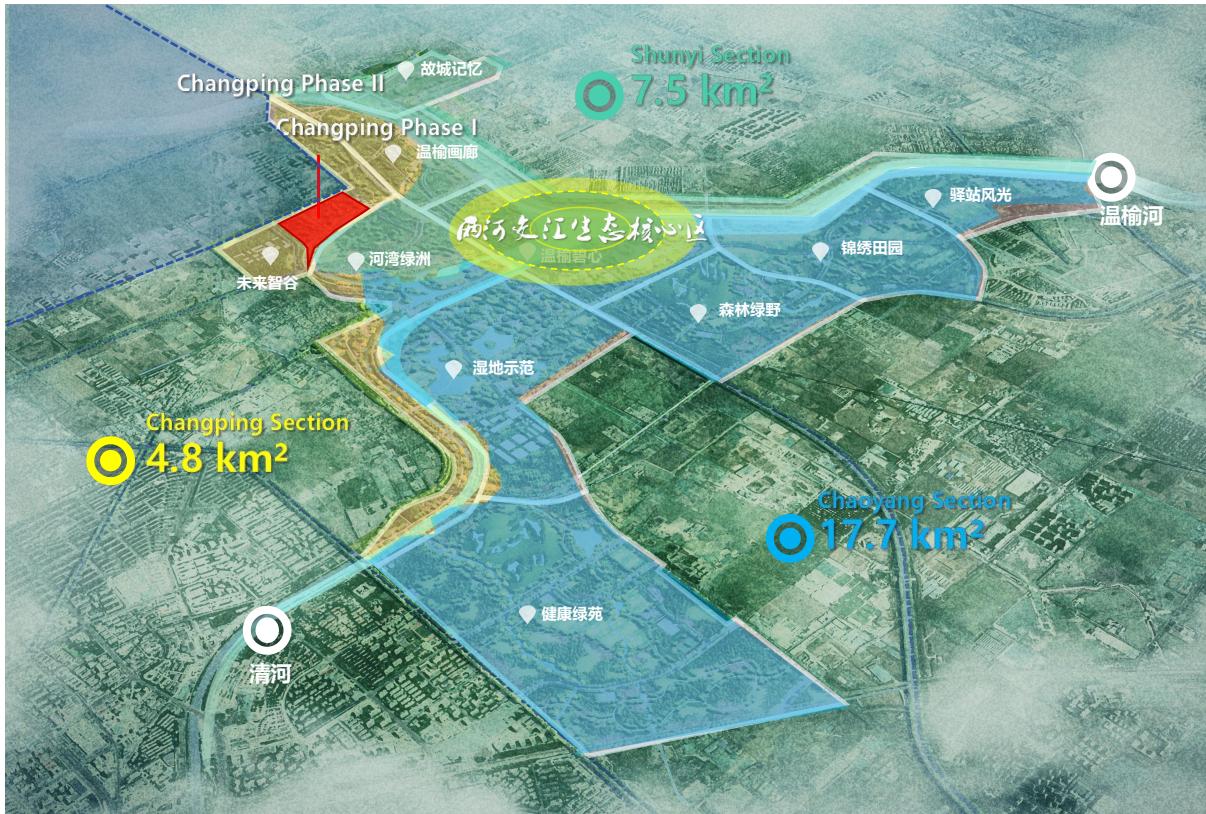 Shunyi Section
7.5 km²
故城记忆
Changping Phase II
Changping Phase I
温榆画廊
驿站风光
温榆河
两河交汇生态核心区
温榆碧心
锦绣田园
河湾绿洲
未来智谷
森林绿野
湿地示范
Changping Section
4.8 km²
Chaoyang Section
17.7 km²
健康绿苑
清河